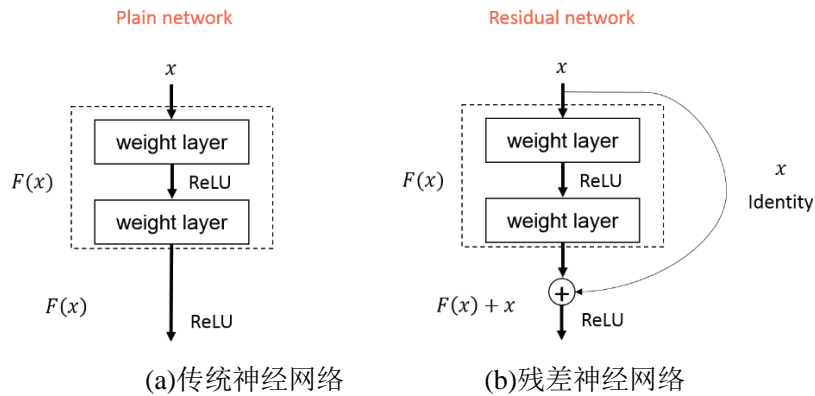 Plain network
x
weight layer
ReLU
F(x)
weight layer
F(x)
ReLU
(a)传统神经网络
Residual network
x
weight layer
ReLU
F(x)
weight layer
x
Identity
+
F(x) + x
ReLU
(b)残差神经网络